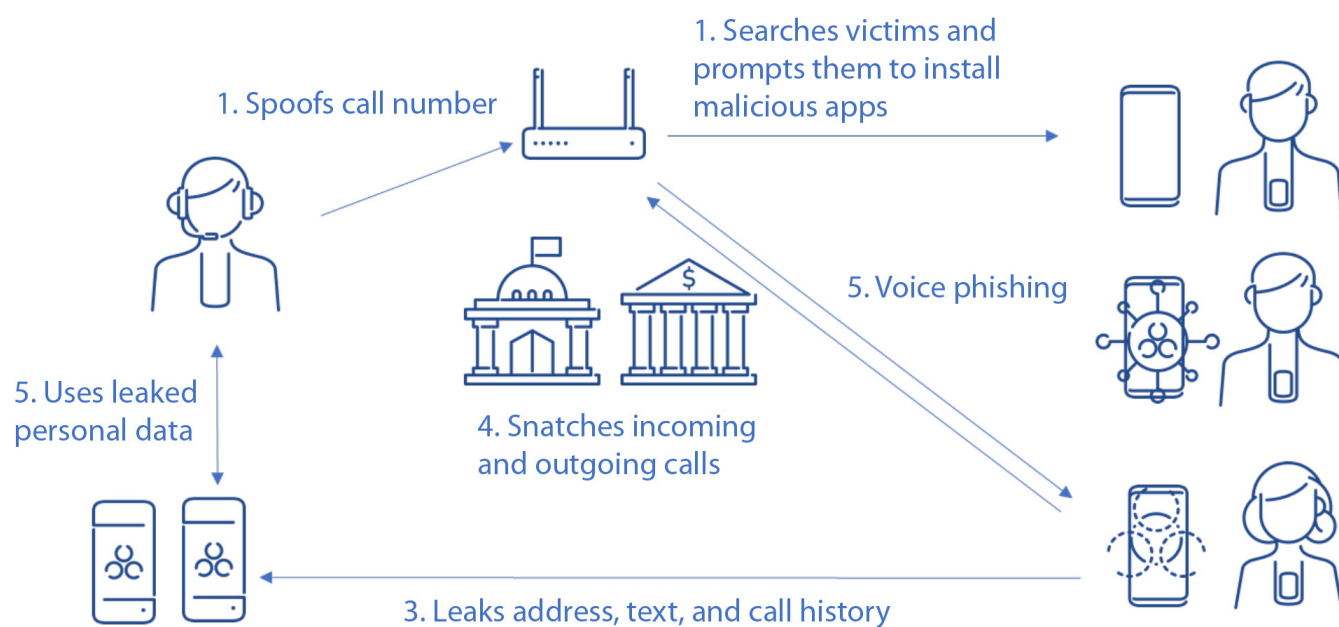 1. Searches victims and
prompts them to install
malicious apps
1. Spoofs call number
$
5. Voice phishing
5. Uses leaked
personal data
4. Snatches incoming
and outgoing calls
3. Leaks address, text, and call history